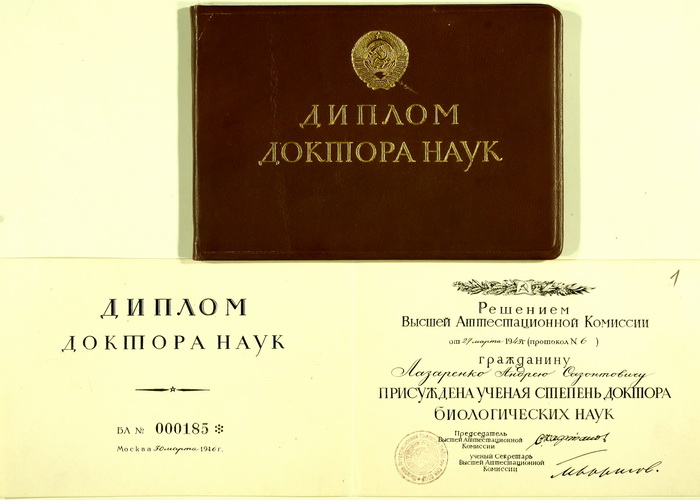 ДИПЛОМ
ДОКТОРА НАУК
ДИПЛОМ
ДОКТОРА НАУК
БЛ № 000185 *
Москва 30 марта 1946 г.
1
Решением
Высшей Аттестационной Комиссии
от 27 марта 194 г. (протокол N 6 )
гражданину
Лазаренко Андрею Созонтовичу
ПРИСУЖДЕНА УЧЕНАЯ СТЕПЕНЬ ДОКТОРА
БИОЛОГИЧЕСКИХ НАУК
Председатель
Высшей Аттестационной
Комиссии
ученый Секретарь
Высшей Аттестационной
Комиссии